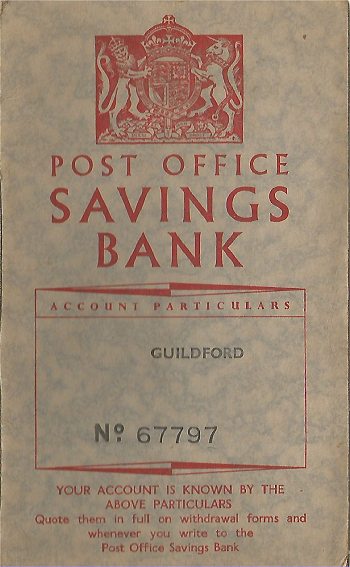 POST OFFICE
SAVINGS
BANK
ACCOUNT PARTICULARS
GUILDFORD
Nº 67797
YOUR ACCOUNT IS KNOWN BY THE
ABOVE PARTICULARS
Quote them in full on withdrawal forms and
whenever you write to the
Post Office Savings Bank